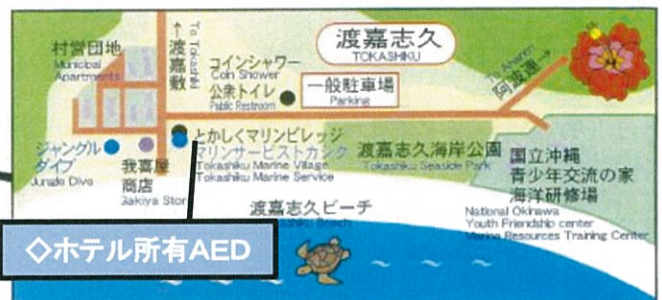 村営団地
Municipal
Apartments
←渡嘉敷
To Tokashiki
コインシャワー
Coin Shower
公衆トイレ
Public Restroom
渡嘉志久
TOKASHIKU
一般駐車場
Parking
To Aharen
阿波連→
ジャングル
ダイブ
Jungle Dive
我喜屋
商店
Gakiya Stor
とかしくマリンビレッジ
マリンサービストカシク
Tokashiku Marine Village
Tokashiku Marine Service
渡嘉志久海岸公園
Tokashiku Seaside Park
国立沖縄
青少年交流の家
海洋研修場
National Okinawa
Youth Friendship center
Marine Resources Training Center
渡嘉志久ビーチ
Beach
◇ホテル所有AED